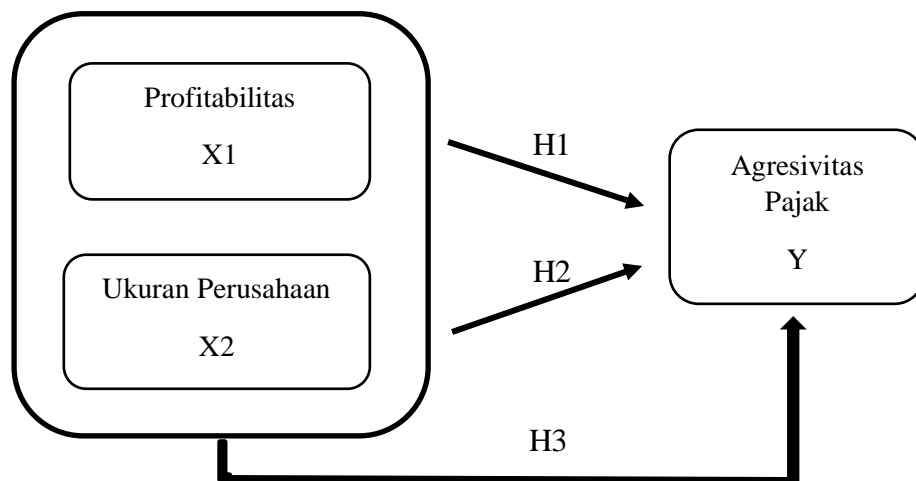 Profitabilitas
X1
Ukuran Perusahaan
X2
H1
H2
H3
Agresivitas
Pajak
Y